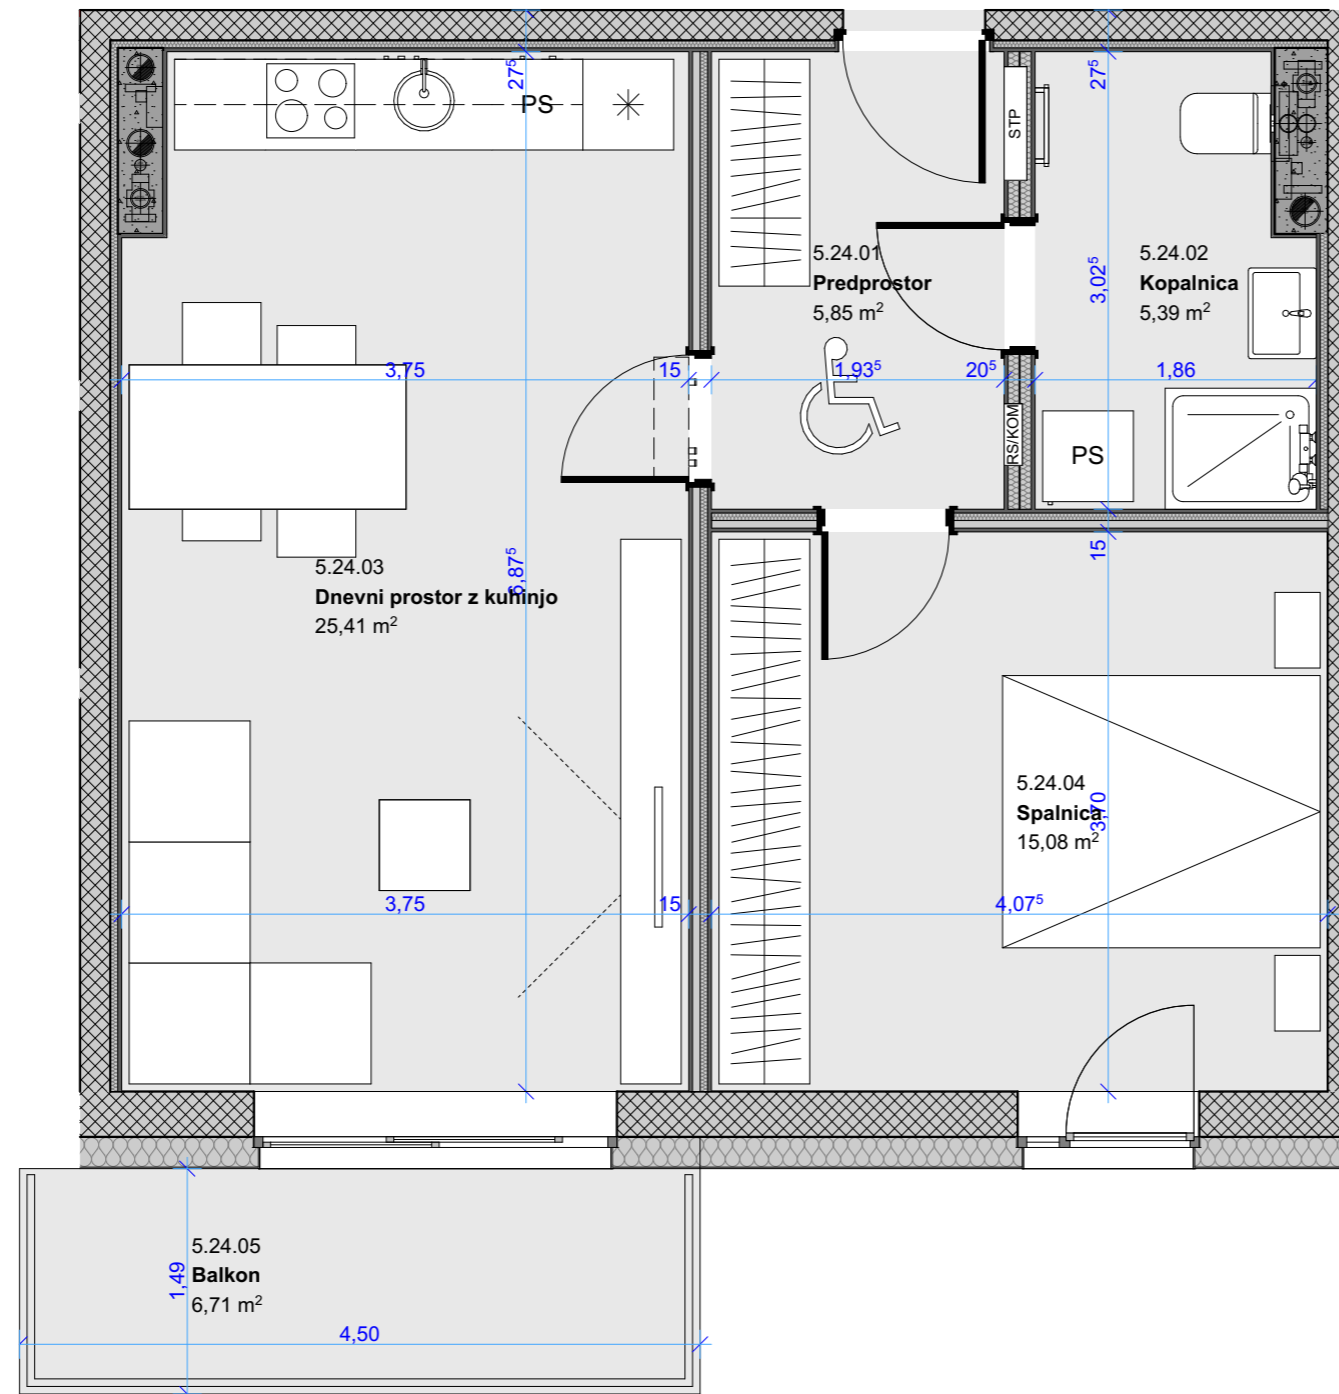 27⁵
27⁵
PS
STP
5.24.01
Predprostor
5,85 m²
3,02⁵
5.24.02
Kopalnica
5,39 m²
3,75
15
1,93⁵
20⁵
1,86
RS/KOM
PS
15
6,87⁵
5.24.03
Dnevni prostor z kuhinjo
25,41 m²
5.24.04
Spalnica
15,08 m²
3,70
3,75
15
4,07⁵
5.24.05
Balkon
6,71 m²
1,49
4,50